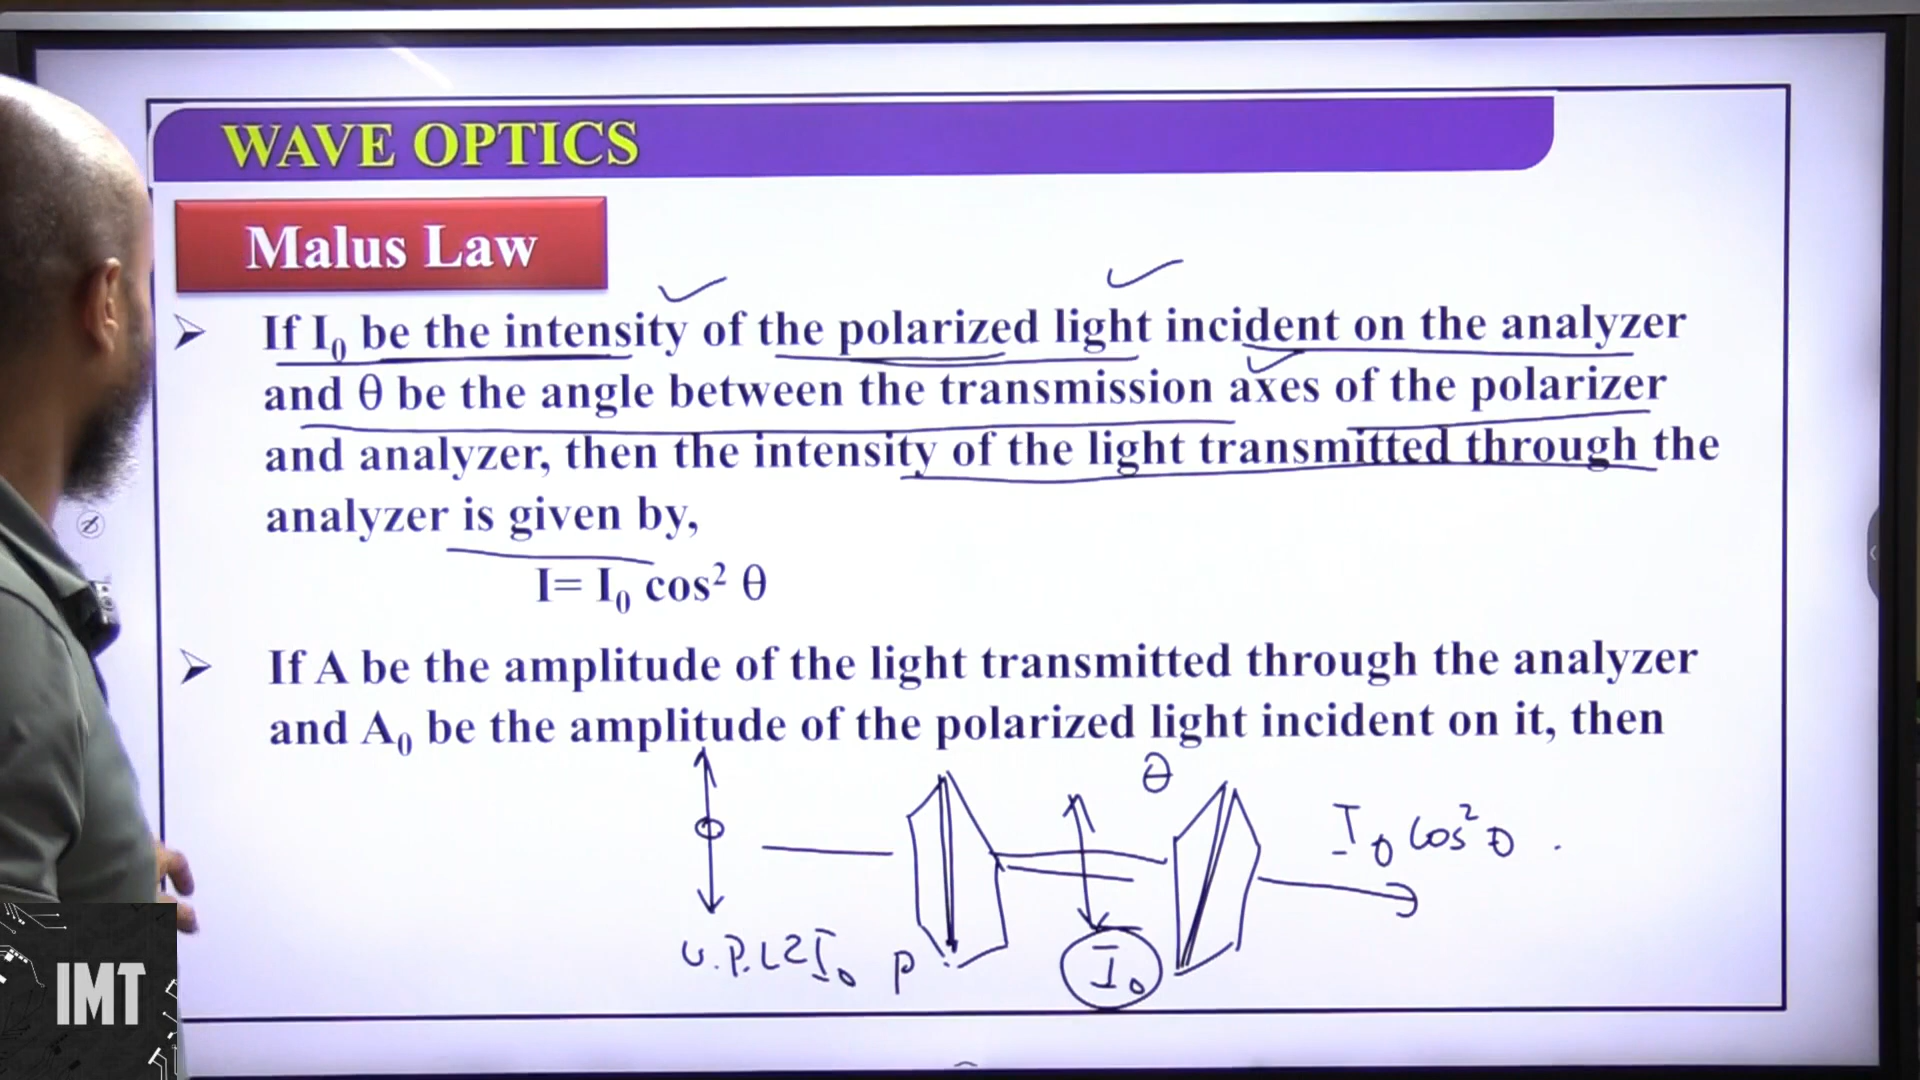 WAVE OPTICS
Malus Law
➢ If I₀ be the intensity of the polarized light incident on the analyzer
and θ be the angle between the transmission axes of the polarizer
and analyzer, then the intensity of the light transmitted through the
analyzer is given by,
I= I₀ cos² θ
➢ If A be the amplitude of the light transmitted through the analyzer
and A₀ be the amplitude of the polarized light incident on it, then
θ
I₀ cos² θ
U.P.L 2I₀ P I₀
IMT